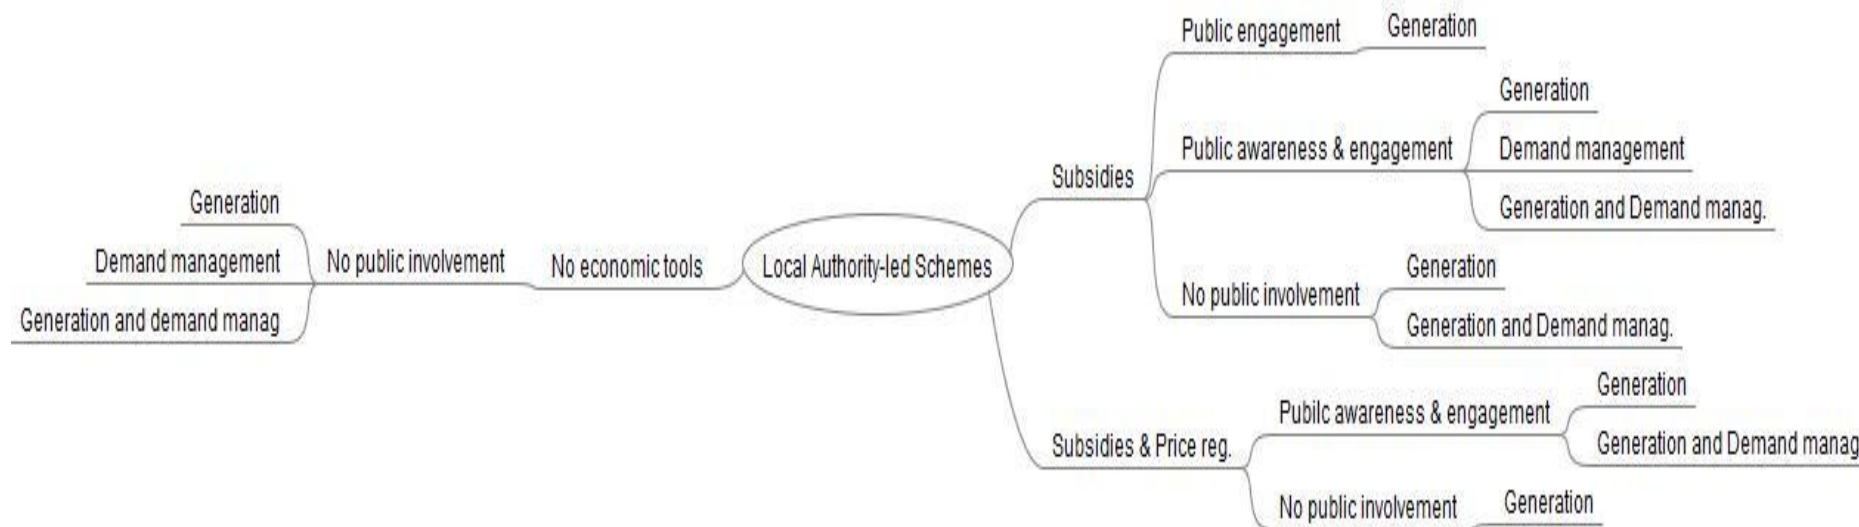 Generation
Demand management
Generation and demand manag
No public involvement
No economic tools
Local Authority-led Schemes
Subsidies
Public engagement
Generation
Public awareness & engagement
Generation
Demand management
Generation and Demand manag.
No public involvement
Generation
Generation and Demand manag.
Subsidies & Price reg.
Pubilc awareness & engagement
Generation
Generation and Demand manag
No public involvement
Generation